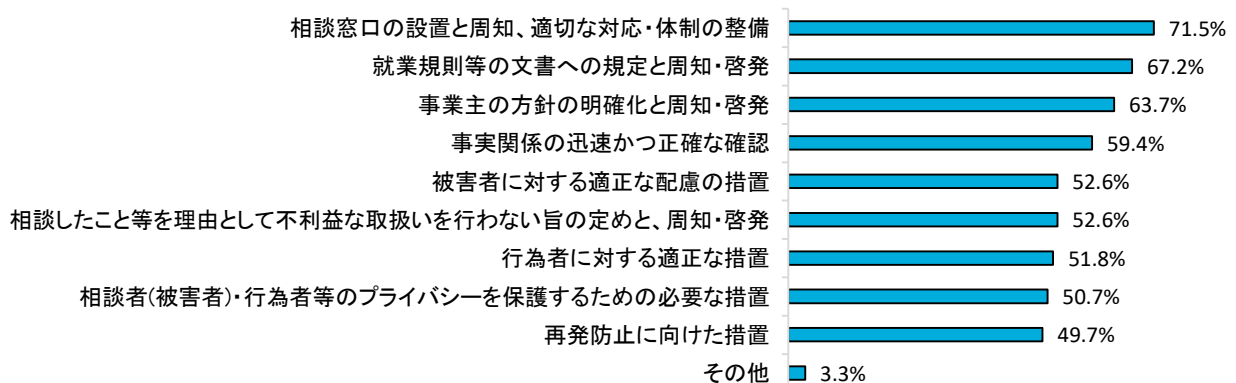 相談窓口の設置と周知、適切な対応・体制の整備 71.5%
就業規則等の文書への規定と周知・啓発 67.2%
事業主の方針の明確化と周知・啓発 63.7%
事実関係の迅速かつ正確な確認 59.4%
被害者に対する適正な配慮の措置 52.6%
相談したこと等を理由として不利益な取扱いを行わない旨の定めと、周知・啓発 52.6%
行為者に対する適正な措置 51.8%
相談者(被害者)・行為者等のプライバシーを保護するための必要な措置 50.7%
再発防止に向けた措置 49.7%
その他 3.3%